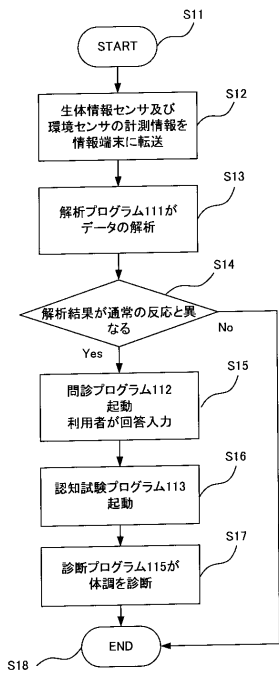 S11
START
S12
生体情報センサ及び
環境センサの計測情報を
情報端末に転送
S13
解析プログラム111が
データの解析
S14
解析結果が通常の反応と異
なる
No
Yes
S15
問診プログラム112
起動
利用者が回答入力
S16
認知試験プログラム113
起動
S17
診断プログラム115が
体調を診断
END
S18